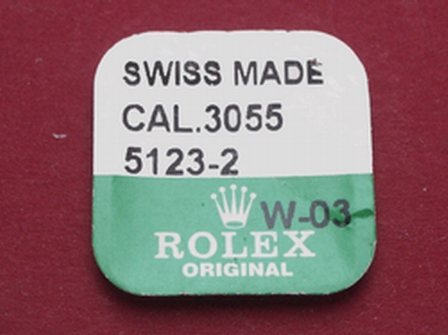 SWISS MADE
CAL.3055
5123-2
W-03
ROLEX
ORIGINAL